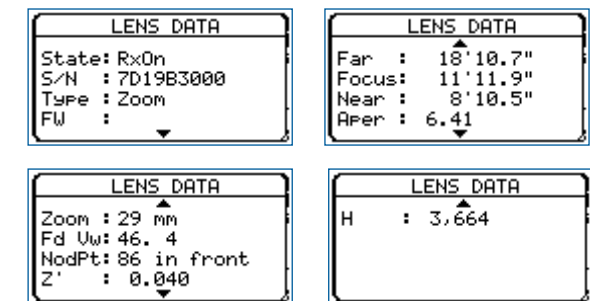 LENS DATA
State: RxOn
S/N : 7D19B3000
Type : Zoom
FW :
LENS DATA
Far : 18'10.7"
Focus: 11'11.9"
Near : 8'10.5"
Aper : 6.41
LENS DATA
Zoom : 29 mm
Fd Vw: 46. 4
NodPt: 86 in front
Z' : 0.040
LENS DATA
H : 3,664